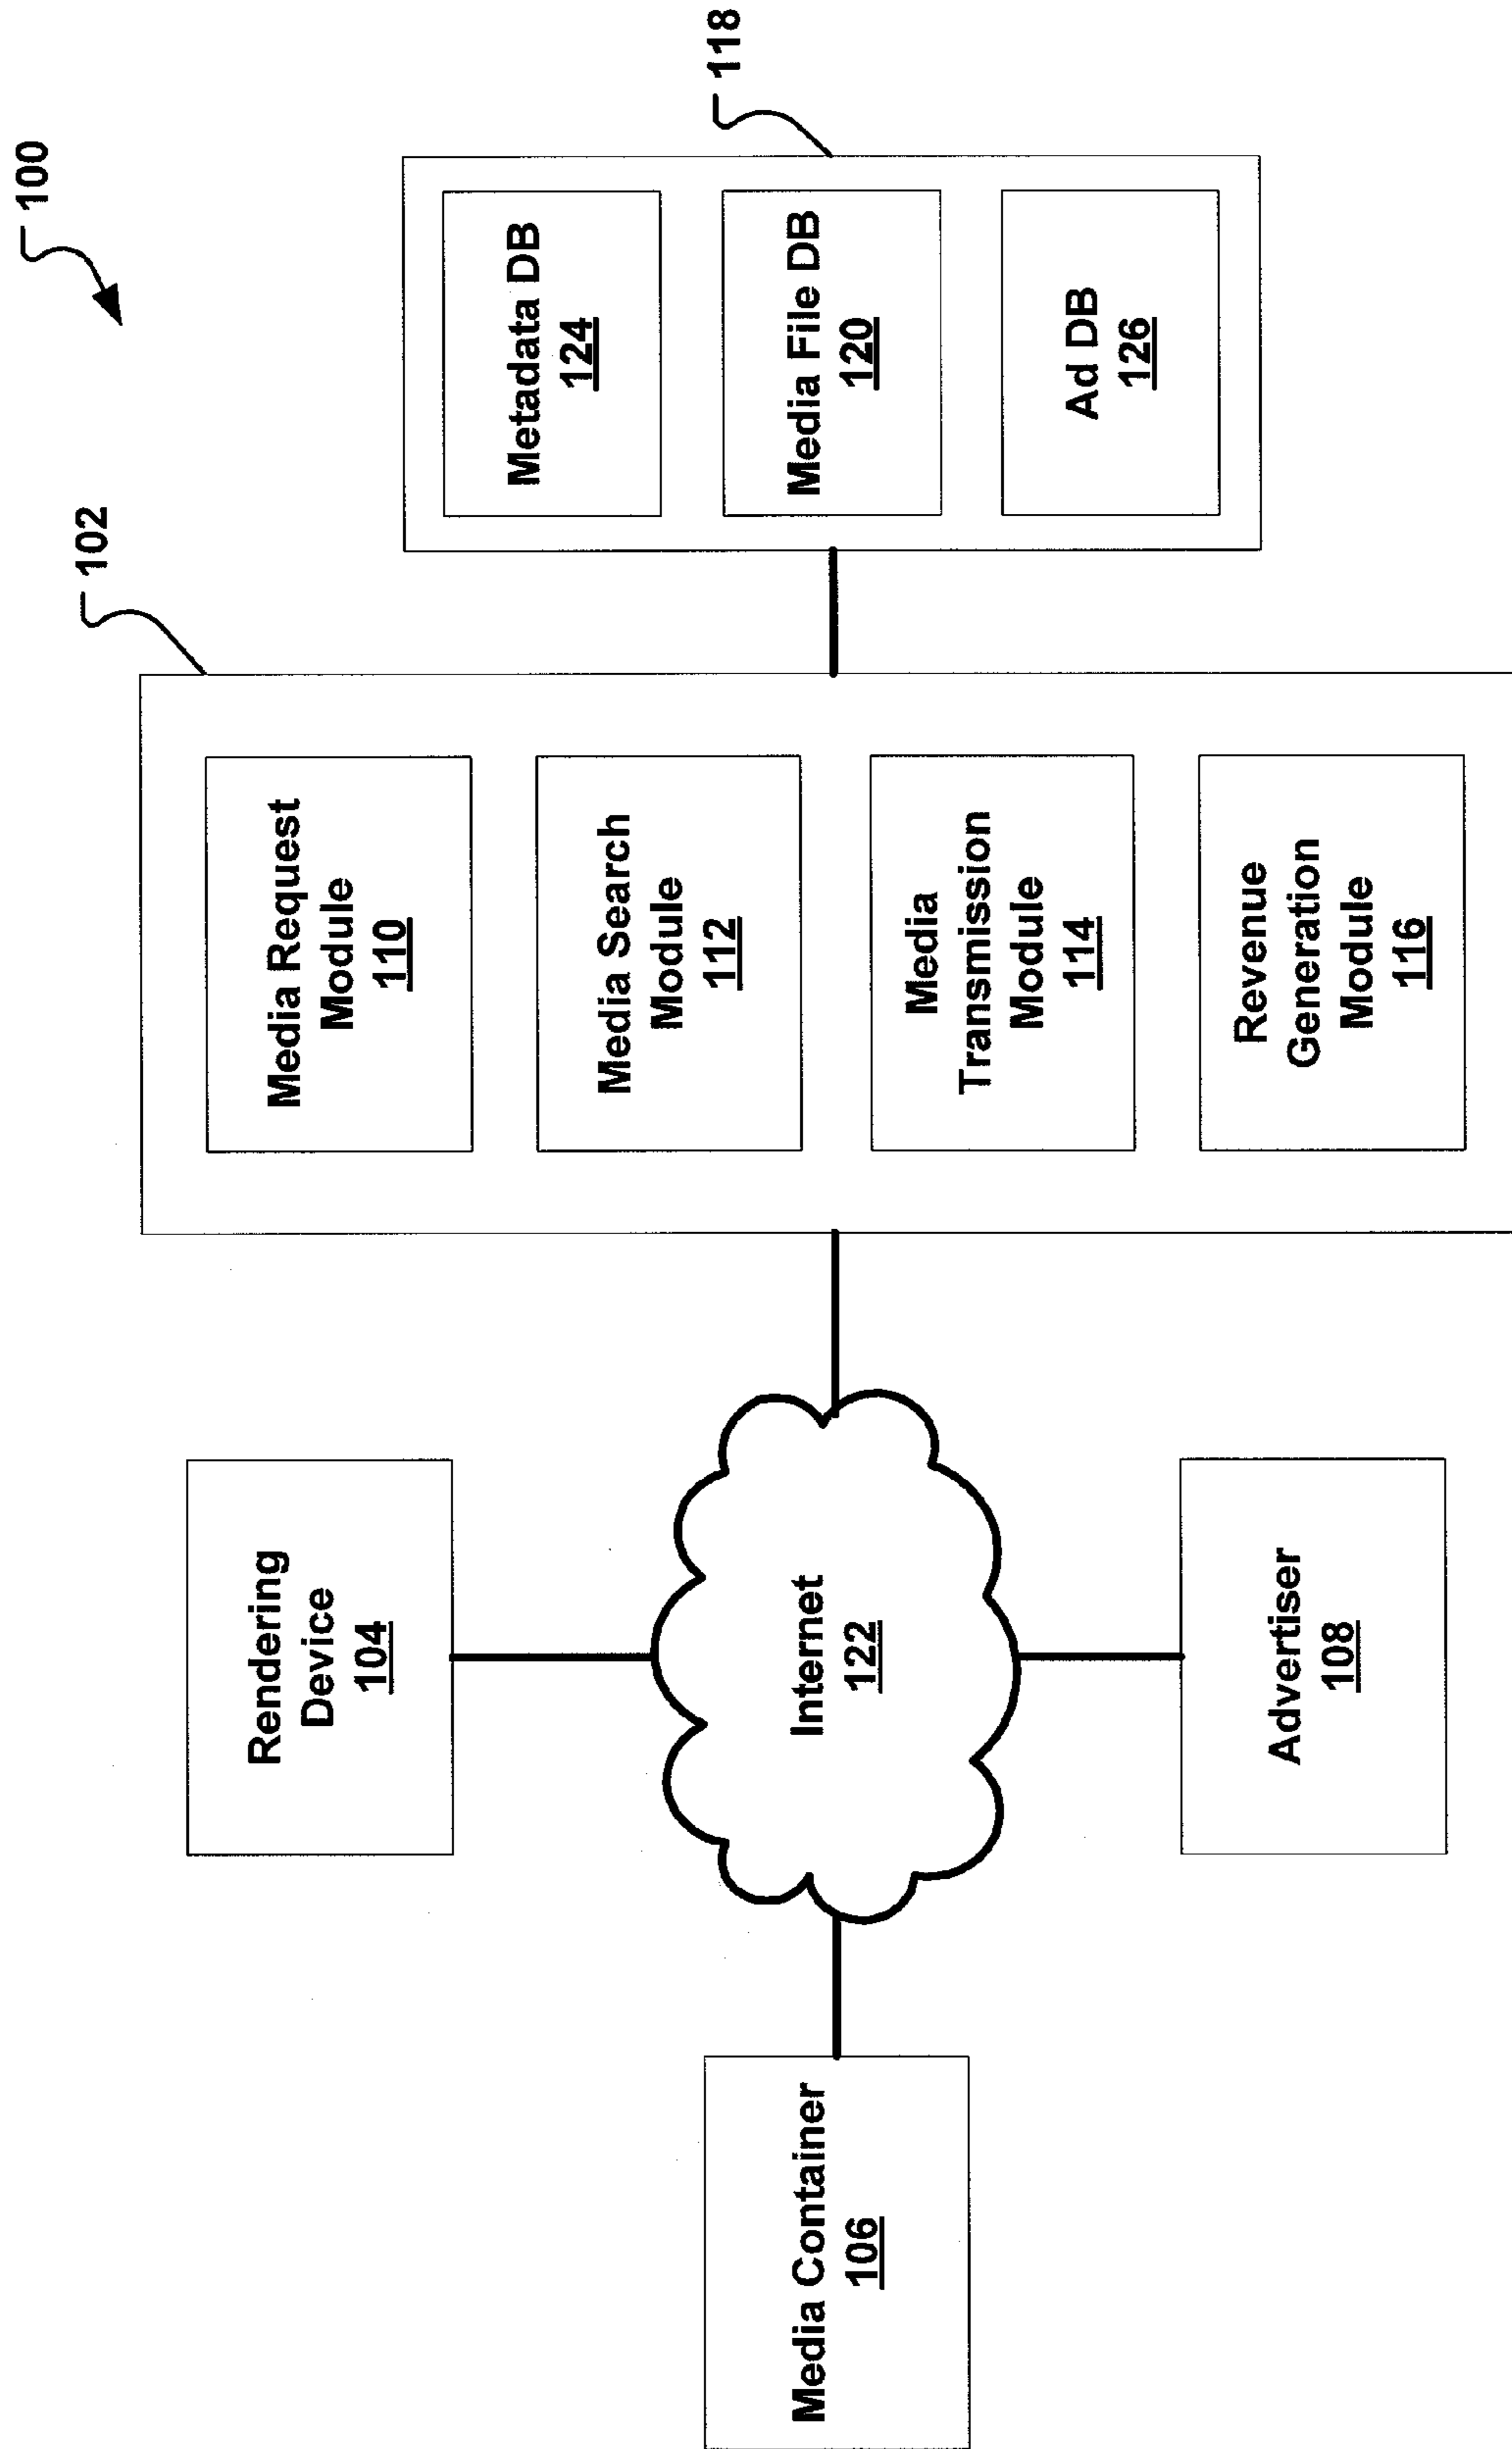 100
102
118
Rendering
Device
104
Media Container
106
Internet
122
Advertiser
108
Media Request
Module
110
Media Search
Module
112
Media
Transmission
Module
114
Revenue
Generation
Module
116
Metadata DB
124
Media File DB
120
Ad DB
126